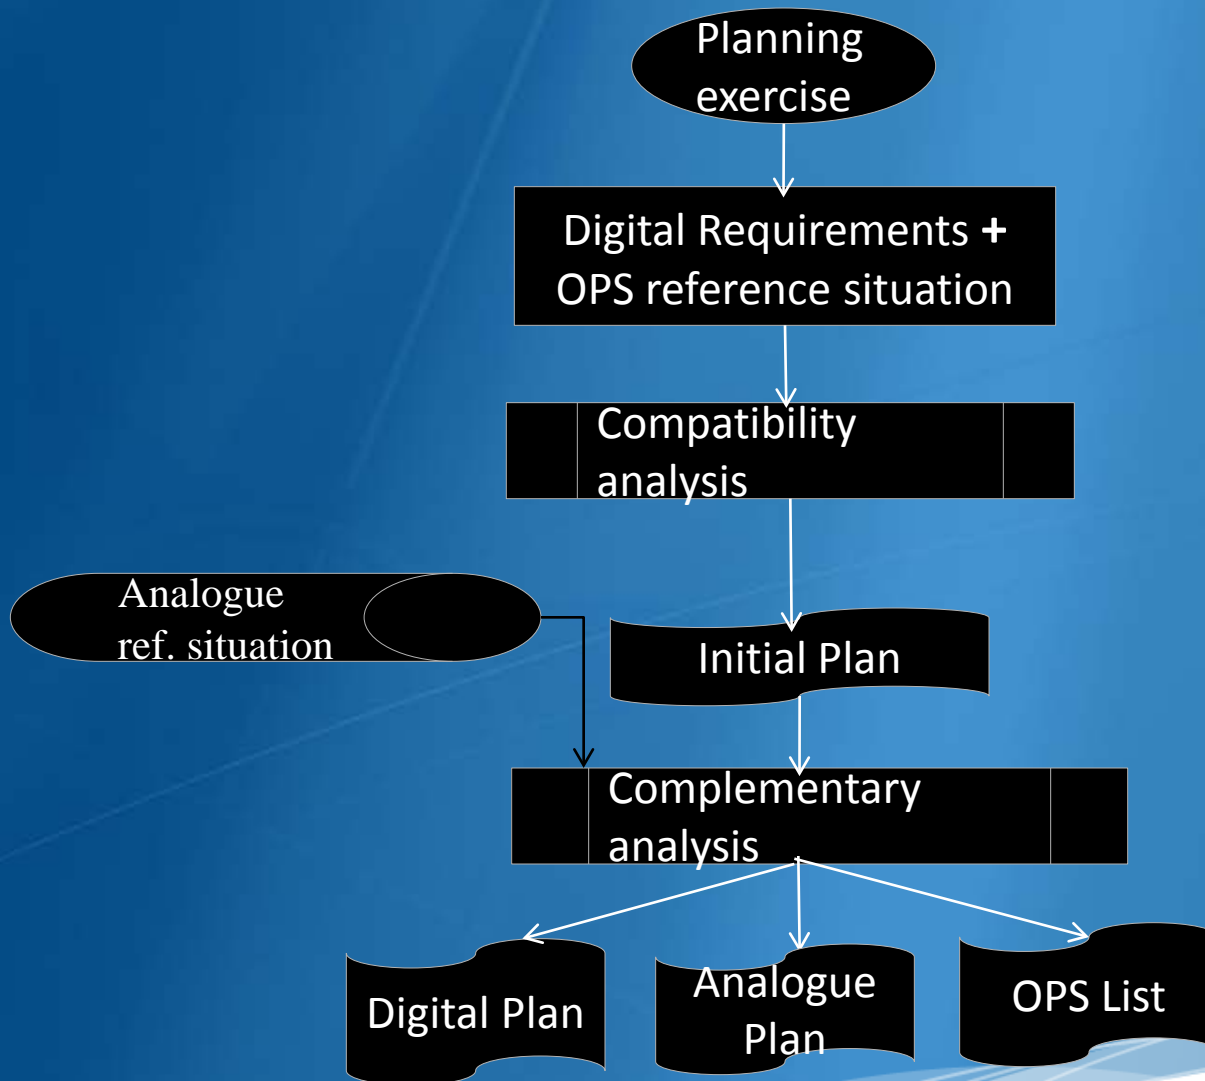 Planning
exercise
Digital Requirements +
OPS reference situation
Compatibility
analysis
Analogue
ref. situation
Initial Plan
Complementary
analysis
Digital Plan
Analogue
Plan
OPS List